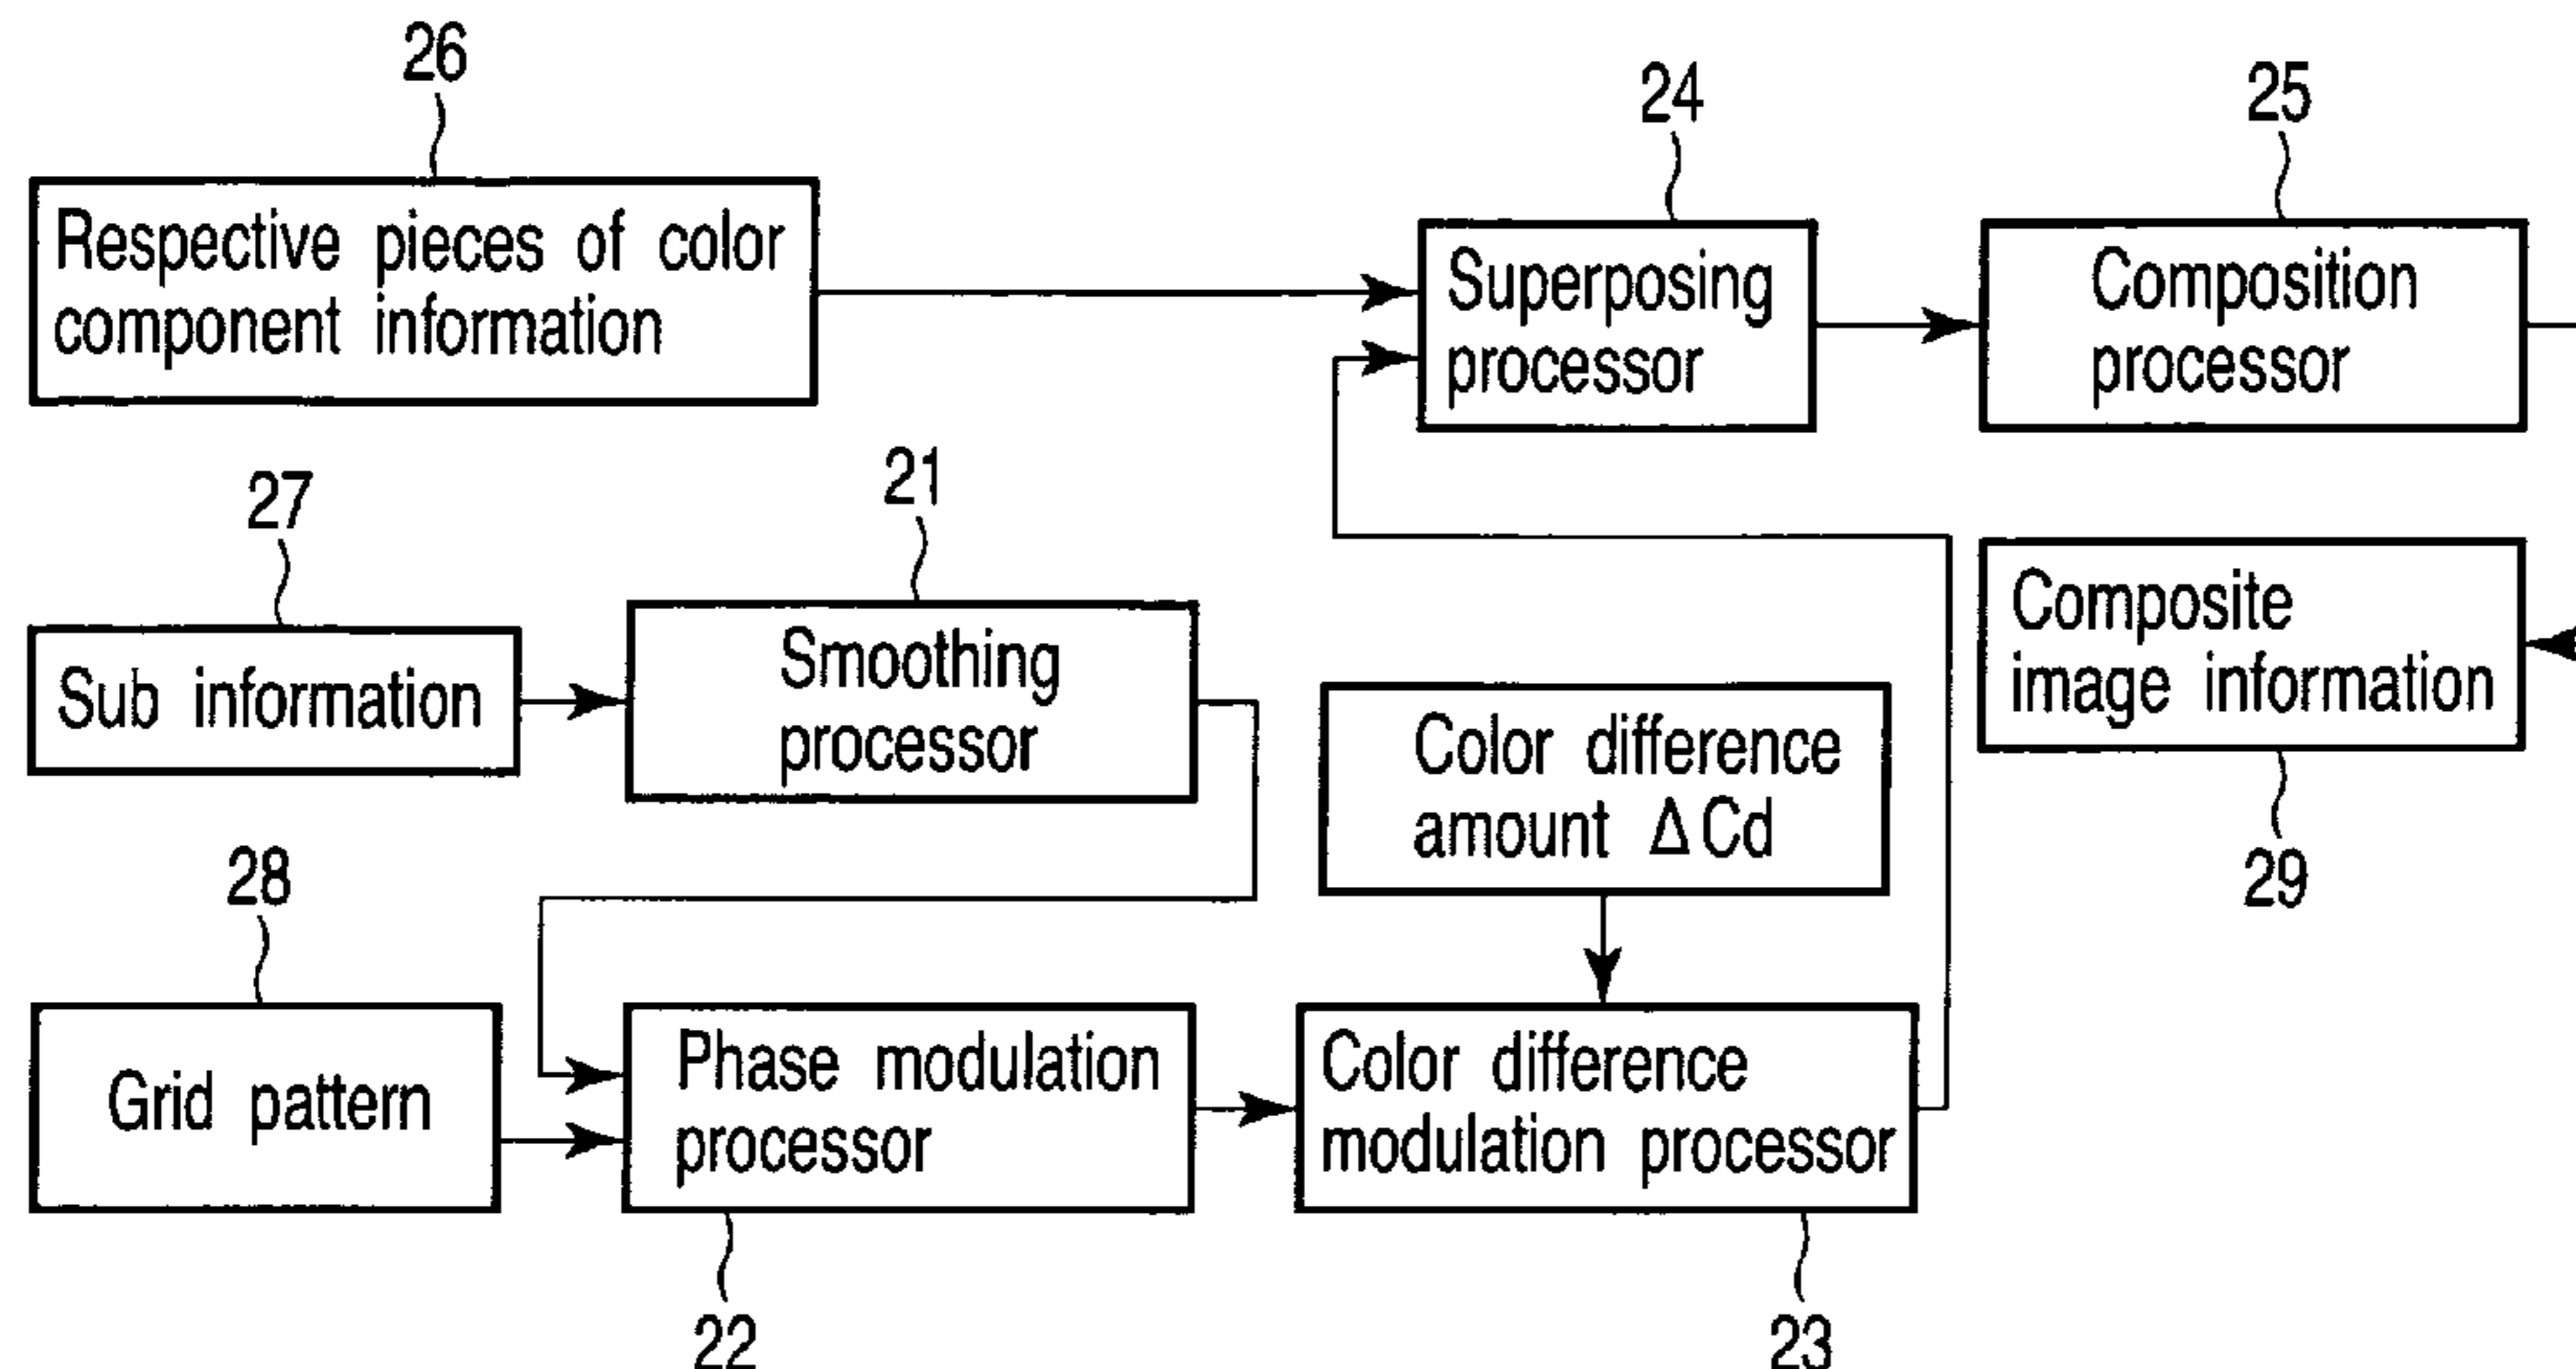 26
24
25
Respective pieces of color
component information
Superposing
processor
Composition
processor
27
21
Sub information
Smoothing
processor
Color difference
amount ΔCd
Composite
image information
29
28
Grid pattern
Phase modulation
processor
Color difference
modulation processor
22
23